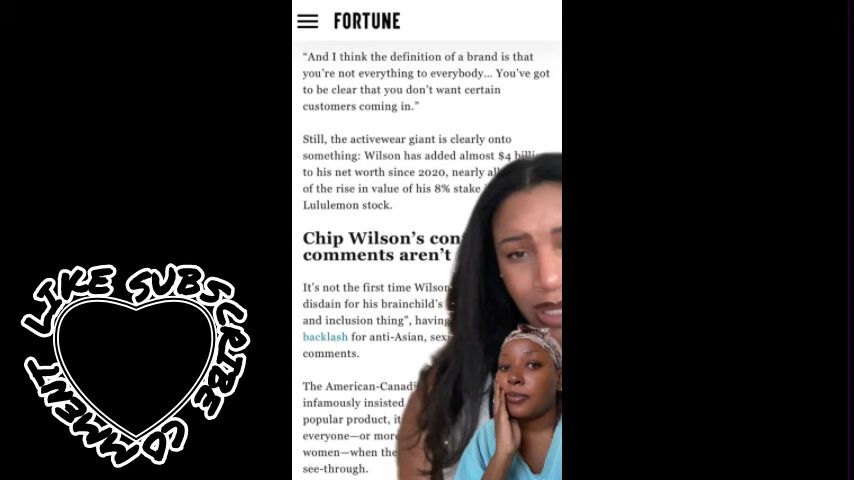 FORTUNE
“And I think the definition of a brand is that
you’re not everything to everybody... You’ve got
to be clear that you don’t want certain
customers coming in.”
Still, the activewear giant is clearly onto
something: Wilson has added almost $4
to his net worth since 2020, nearly
of the rise in value of his 8% stake
Lululemon stock.
Chip Wilson’s
comments aren’t
It’s not the first time Wilson
disdain for his brainchild’s
and inclusion thing”, having
backlash for anti-Asian,
comments.
The
infamously insisted
popular product,
everyone—or
women—when
see-through.
LIKE SUBSCRIBE COMMENT